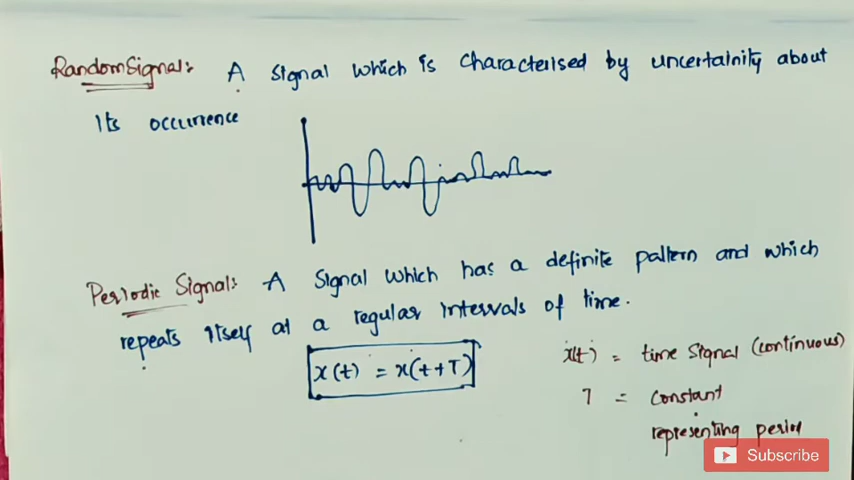 Random Signal: A signal which is characterised by uncertainity about
its occurrence
Periodic Signal: A signal which has a definite pattern and which
repeats itself at a regular intervals of time.
x(t) = x(t+T)
x(t) = time signal (continuous)
T = constant
representing period
Subscribe